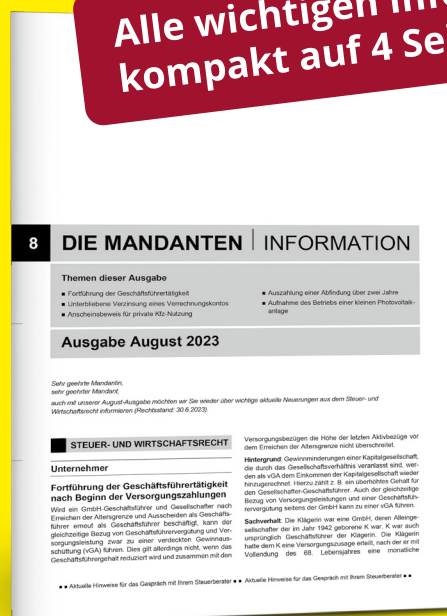 Alle wichtigen
kompakt auf 4
8
DIE MANDANTEN | INFORMATION
Themen dieser Ausgabe
■ Fortführung der Geschäftsführertätigkeit
■ Unterbliebene Verzinsung eines Verrechnungskontos
■ Anscheinsbeweis für private Kfz-Nutzung
■ Auszahlung einer Abfindung über zwei Jahre
■ Aufnahme des Betriebs einer kleinen Photovoltaik-
anlage
Ausgabe August 2023
Sehr geehrte Mandantin,
sehr geehrter Mandant,
auch mit unserer August-Ausgabe möchten wir Sie wieder über wichtige aktuelle Neuerungen aus dem Steuer- und
Wirtschaftsrecht informieren (Rechtsstand: 30.6.2023).
STEUER- UND WIRTSCHAFTSRECHT
Unternehmer
Fortführung der Geschäftsführertätigkeit
nach Beginn der Versorgungszahlungen
Wird ein GmbH-Geschäftsführer und Gesellschafter nach
Erreichen der Altersgrenze und Ausscheiden als Geschäfts-
führer erneut als Geschäftsführer beschäftigt, kann der
gleichzeitige Bezug von Geschäftsführervergütung und Ver-
sorgungsleistung zwar zu einer verdeckten Gewinnaus-
schüttung (vGA) führen. Dies gilt allerdings nicht, wenn das
Geschäftsführergehalt reduziert wird und zusammen mit den
Versorgungsbezügen die Höhe der letzten Aktivbezüge vor
dem Erreichen der Altersgrenze nicht überschreitet.
Hintergrund: Gewinnminderungen einer Kapitalgesellschaft,
die durch das Gesellschaftsverhältnis veranlasst sind, wer-
den als vGA dem Einkommen der Kapitalgesellschaft wieder
hinzugerechnet. Hierzu zählt z. B. ein überhöhtes Gehalt für
den Gesellschafter-Geschäftsführer. Auch der gleichzeitige
Bezug von Versorgungsleistungen und einer Geschäftsfüh-
rervergütung seitens der GmbH kann zu einer vGA führen.
Sachverhalt: Die Klägerin war eine GmbH, deren Alleinge-
sellschafter der im Jahr 1942 geborene K war. K war auch
ursprünglich Geschäftsführer der Klägerin. Die Klägerin
hatte dem K eine Versorgungszusage erteilt, nach der er mit
Vollendung des 68. Lebensjahres eine monatliche
■ ■ Aktuelle Hinweise für das Gespräch mit Ihrem Steuerberater ■ ■ Aktuelle Hinweise für das Gespräch mit Ihrem Steuerberater ■ ■